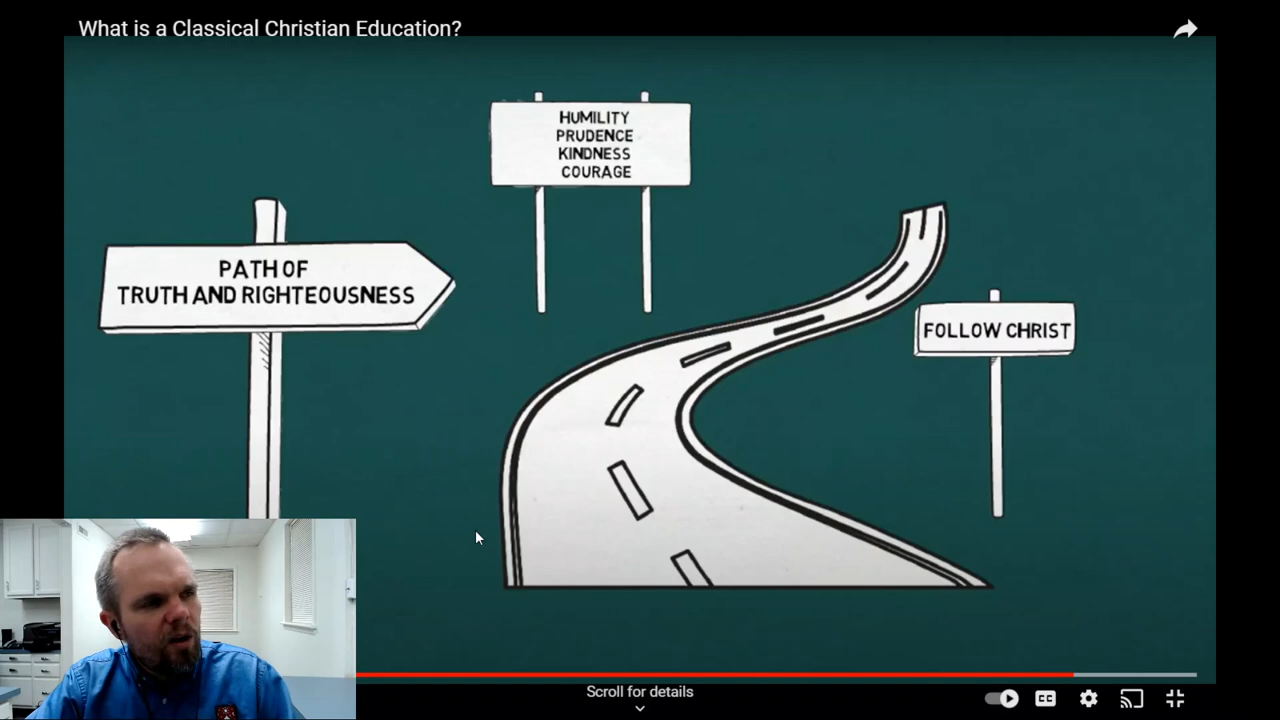 What is a Classical Christian Education?
HUMILITY
PRUDENCE
KINDNESS
COURAGE
PATH OF
TRUTH AND RIGHTEOUSNESS
FOLLOW CHRIST
Scroll for details
CC